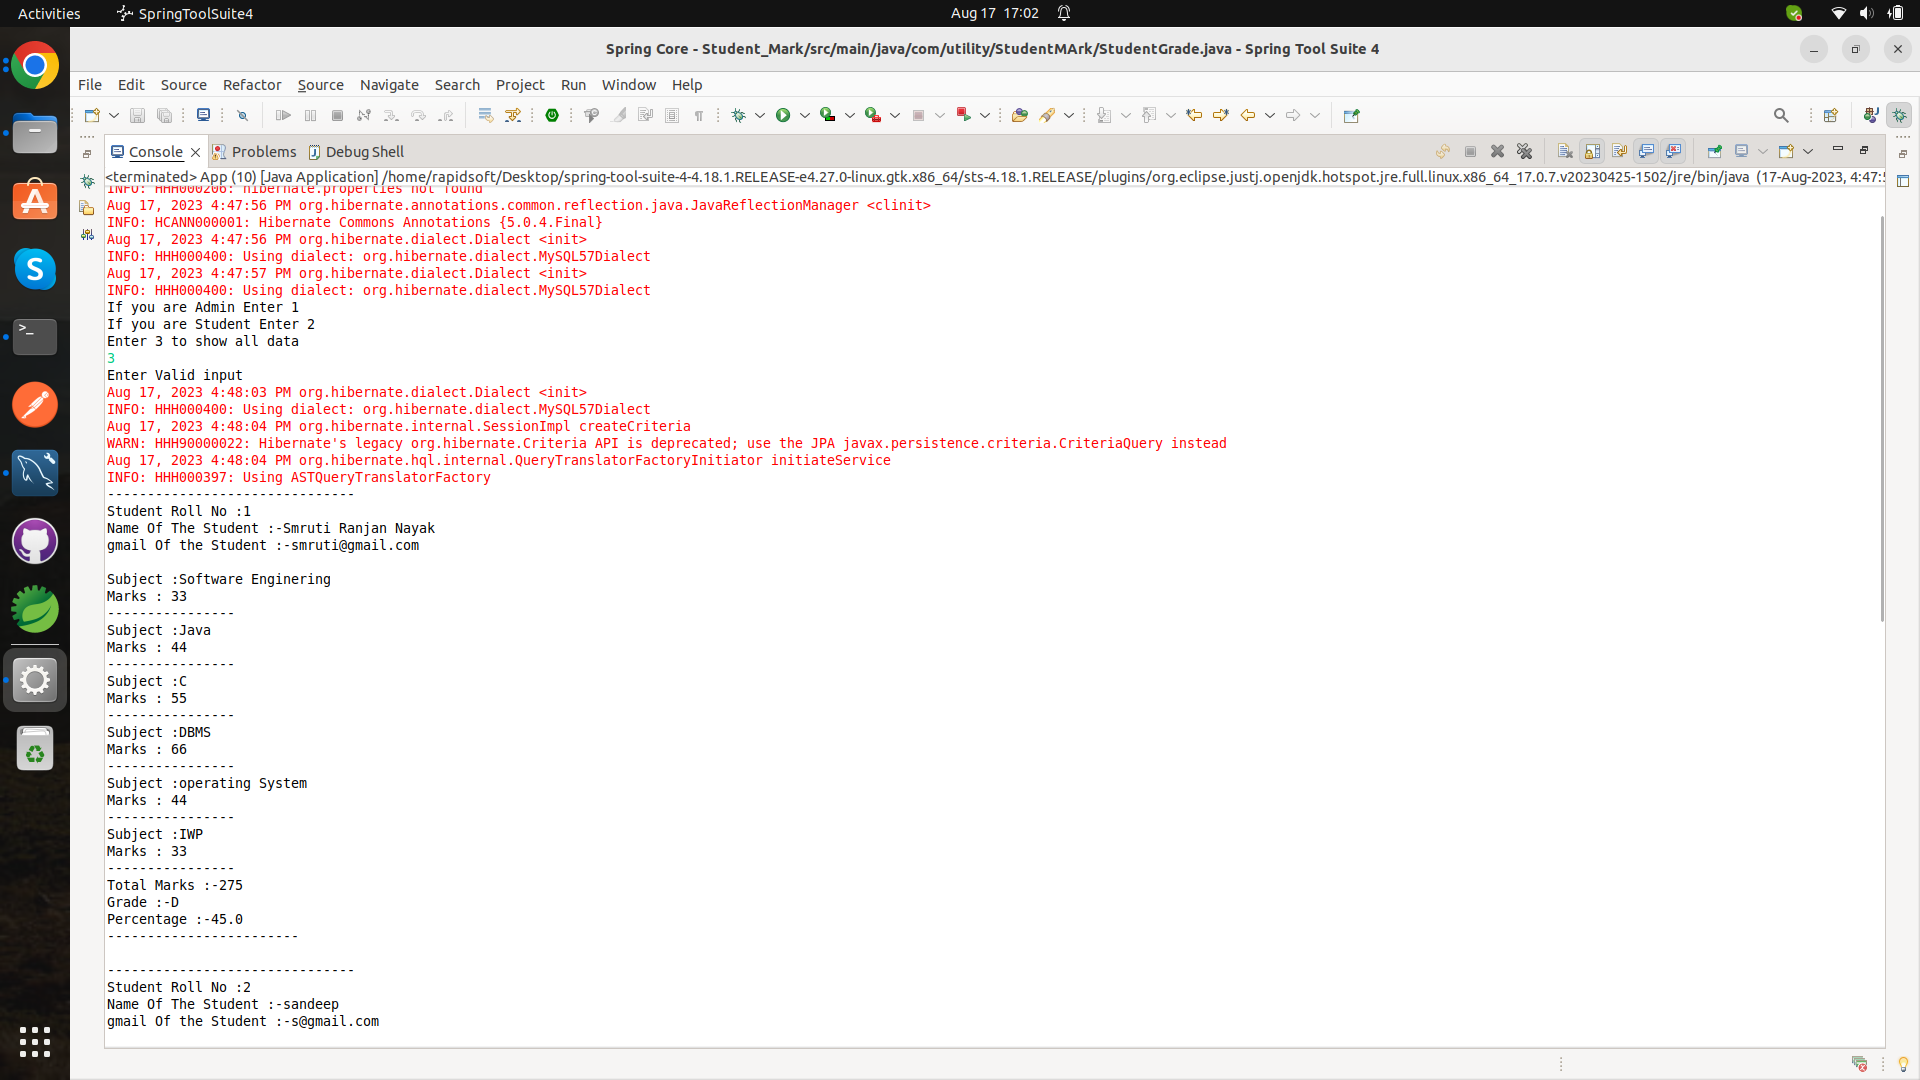 Activities
SpringToolSuite4
Aug 17 17:02
Spring Core - Student_Mark/src/main/java/com/utility/StudentMArk/StudentGrade.java - Spring Tool Suite 4
File Edit Source Refactor Source Navigate Search Project Run Window Help
Console Problems Debug Shell
<terminated> App (10) [Java Application] /home/rapidsoft/Desktop/spring-tool-suite-4-4.18.1.RELEASE-e4.27.0-linux.gtk.x86_64/sts-4.18.1.RELEASE/plugins/org.eclipse.justj.openjdk.hotspot.jre.full.linux.x86_64_17.0.7.v20230425-1502/jre/bin/java (17-Aug-2023, 4:47:5
INFO: HHH000206: hibernate.properties not found
Aug 17, 2023 4:47:56 PM org.hibernate.annotations.common.reflection.java.JavaReflectionManager <clinit>
INFO: HCANN000001: Hibernate Commons Annotations {5.0.4.Final}
Aug 17, 2023 4:47:56 PM org.hibernate.dialect.Dialect <init>
INFO: HHH000400: Using dialect: org.hibernate.dialect.MySQL57Dialect
Aug 17, 2023 4:47:57 PM org.hibernate.dialect.Dialect <init>
INFO: HHH000400: Using dialect: org.hibernate.dialect.MySQL57Dialect
If you are Admin Enter 1
If you are Student Enter 2
Enter 3 to show all data
3
Enter Valid input
Aug 17, 2023 4:48:03 PM org.hibernate.dialect.Dialect <init>
INFO: HHH000400: Using dialect: org.hibernate.dialect.MySQL57Dialect
Aug 17, 2023 4:48:04 PM org.hibernate.internal.SessionImpl createCriteria
WARN: HHH90000022: Hibernate's legacy org.hibernate.Criteria API is deprecated; use the JPA javax.persistence.criteria.CriteriaQuery instead
Aug 17, 2023 4:48:04 PM org.hibernate.hql.internal.QueryTranslatorFactoryInitiator initiateService
INFO: HHH000397: Using ASTQueryTranslatorFactory
-------------------------------
Student Roll No :1
Name Of The Student :-Smruti Ranjan Nayak
gmail Of the Student :-smruti@gmail.com
Subject :Software Enginering
Marks : 33
----------------
Subject :Java
Marks : 44
----------------
Subject :C
Marks : 55
----------------
Subject :DBMS
Marks : 66
----------------
Subject :operating System
Marks : 44
----------------
Subject :IWP
Marks : 33
----------------
Total Marks :-275
Grade :-D
Percentage :-45.0
------------------------
-------------------------------
Student Roll No :2
Name Of The Student :-sandeep
gmail Of the Student :-s@gmail.com